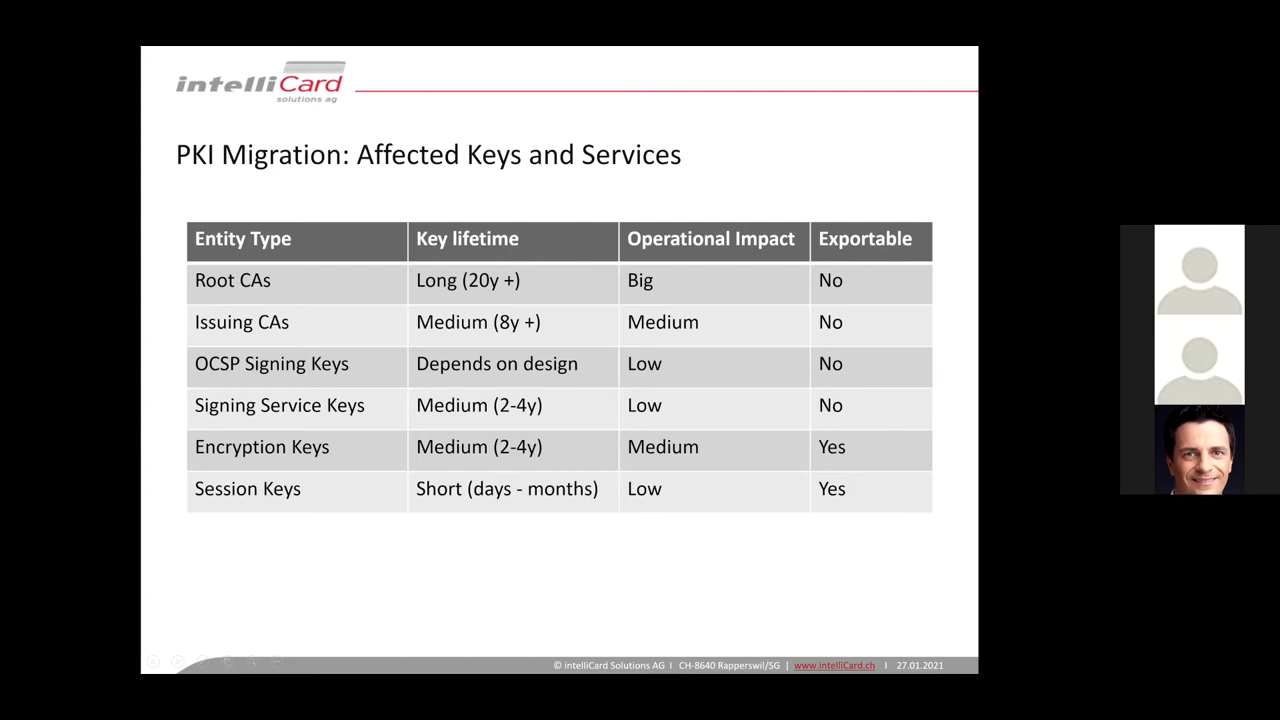 intelliCard
solutions ag
PKI Migration: Affected Keys and Services
Entity Type Key lifetime Operational Impact Exportable
Root CAs Long (20y +) Big No
Issuing CAs Medium (8y +) Medium No
OCSP Signing Keys Depends on design Low No
Signing Service Keys Medium (2-4y) Low No
Encryption Keys Medium (2-4y) Medium Yes
Session Keys Short (days - months) Low Yes
© intelliCard Solutions AG I CH-8640 Rapperswil/SG | www.intelliCard.ch I 27.01.2021